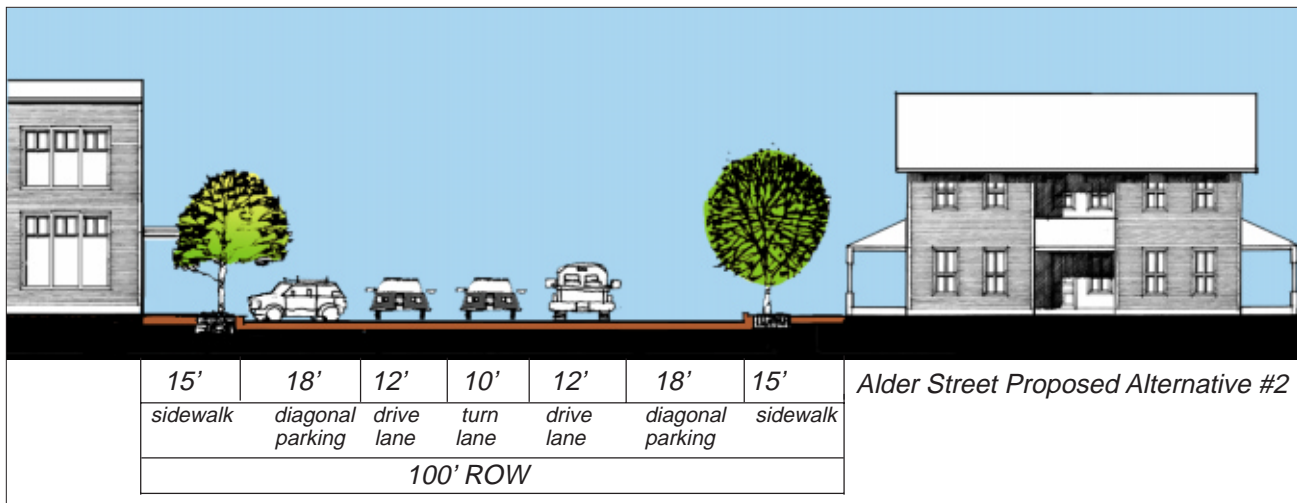 15’ 18’ 12’ 10’ 12’ 18’ 15’ Alder Street Proposed Alternative #2
sidewalk diagonal parking drive lane turn lane drive lane diagonal parking sidewalk
100’ ROW